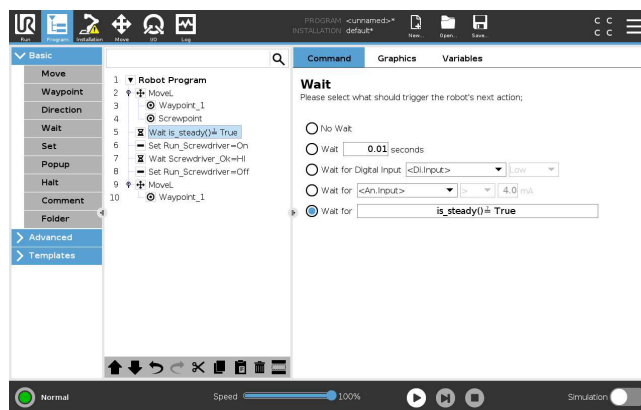 UR
PROGRAM <unnamed>*
INSTALLATION default*
Run Program Installation Move I/O Log New... Open... Save...
C C
C C
Basic
Move
Waypoint
Direction
Wait
Set
Popup
Halt
Comment
Folder
Advanced
Templates
1 Robot Program
2 MoveL
3 Waypoint_1
4 Screwpoint
5 Wait is_steady()≟ True
6 Set Run_Screwdriver=On
7 Wait Screwdriver_Ok=HI
8 Set Run_Screwdriver=Off
9 MoveL
10 Waypoint_1
Command Graphics Variables
Wait
Please select what should trigger the robot's next action;
No Wait
Wait 0.01 seconds
Wait for Digital Input <Di.Input> Low
Wait for <An.Input> > 4.0 mA
Wait for is_steady()≟ True
Normal Speed 100% Simulation